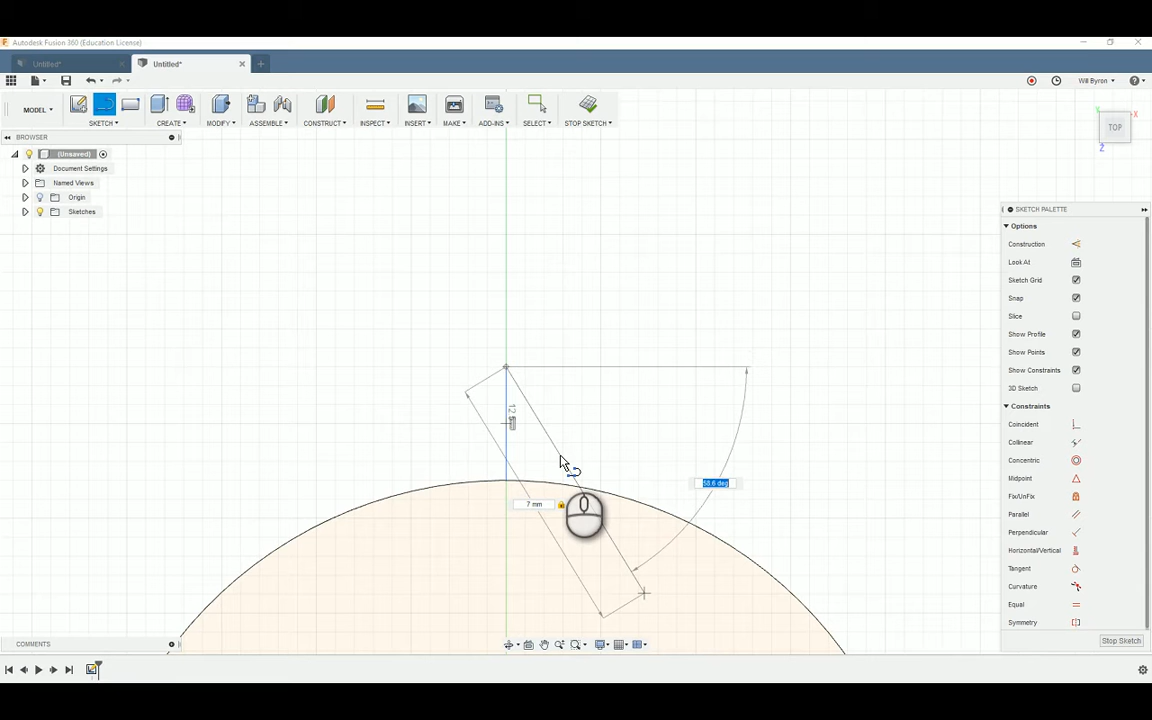 Autodesk Fusion 360 (Education License)
Untitled*
Untitled*
MODEL
Will Byron
SKETCH
CREATE
MODIFY
ASSEMBLE
CONSTRUCT
INSPECT
INSERT
MAKE
ADD-INS
SELECT
STOP SKETCH
BROWSER
(Unsaved)
Document Settings
Named Views
Origin
Sketches
TOP
X
Z
SKETCH PALETTE
Options
Construction
Look At
Sketch Grid
Snap
Slice
Show Profile
Show Points
Show Constraints
3D Sketch
Constraints
Coincident
Collinear
Concentric
Midpoint
Fix/UnFix
Parallel
Perpendicular
Horizontal/Vertical
Tangent
Curvature
Equal
Symmetry
Stop Sketch
58.6 deg
7 mm
COMMENTS